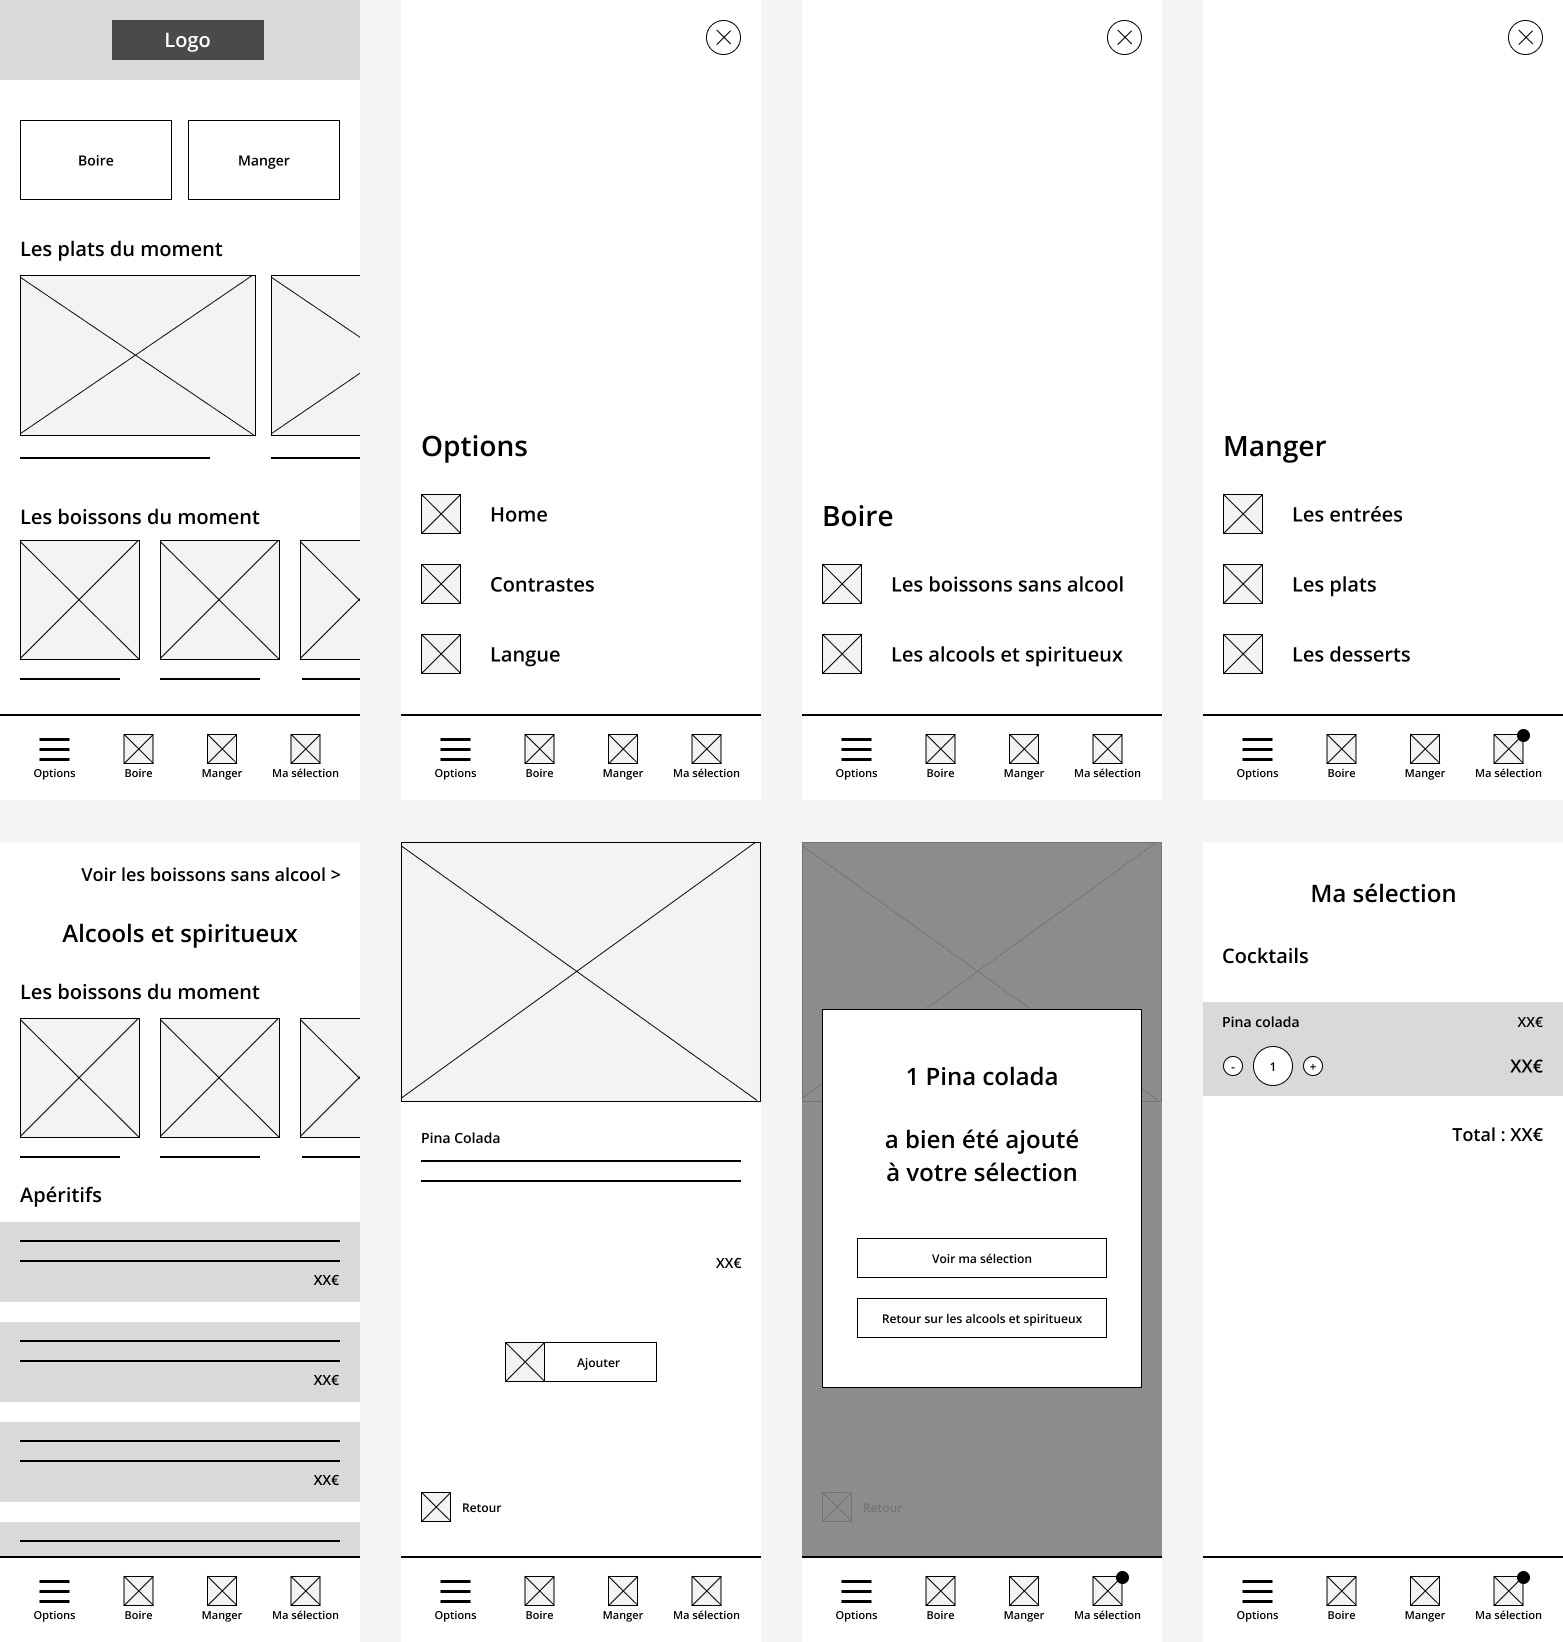 Logo
Boire
Manger
Les plats du moment
Les boissons du moment
Options
Boire
Manger
Ma sélection
Options
Home
Contrastes
Langue
Options
Boire
Manger
Ma sélection
Boire
Les boissons sans alcool
Les alcools et spiritueux
Options
Boire
Manger
Ma sélection
Manger
Les entrées
Les plats
Les desserts
Options
Boire
Manger
Ma sélection
Voir les boissons sans alcool >
Alcools et spiritueux
Les boissons du moment
Apéritifs
XX€
XX€
XX€
Options
Boire
Manger
Ma sélection
Pina Colada
XX€
Ajouter
Retour
Options
Boire
Manger
Ma sélection
1 Pina colada
a bien été ajouté
à votre sélection
Voir ma sélection
Retour sur les alcools et spiritueux
Retour
Options
Boire
Manger
Ma sélection
Ma sélection
Cocktails
Pina colada XX€
- 1 + XX€
Total : XX€
Options
Boire
Manger
Ma sélection